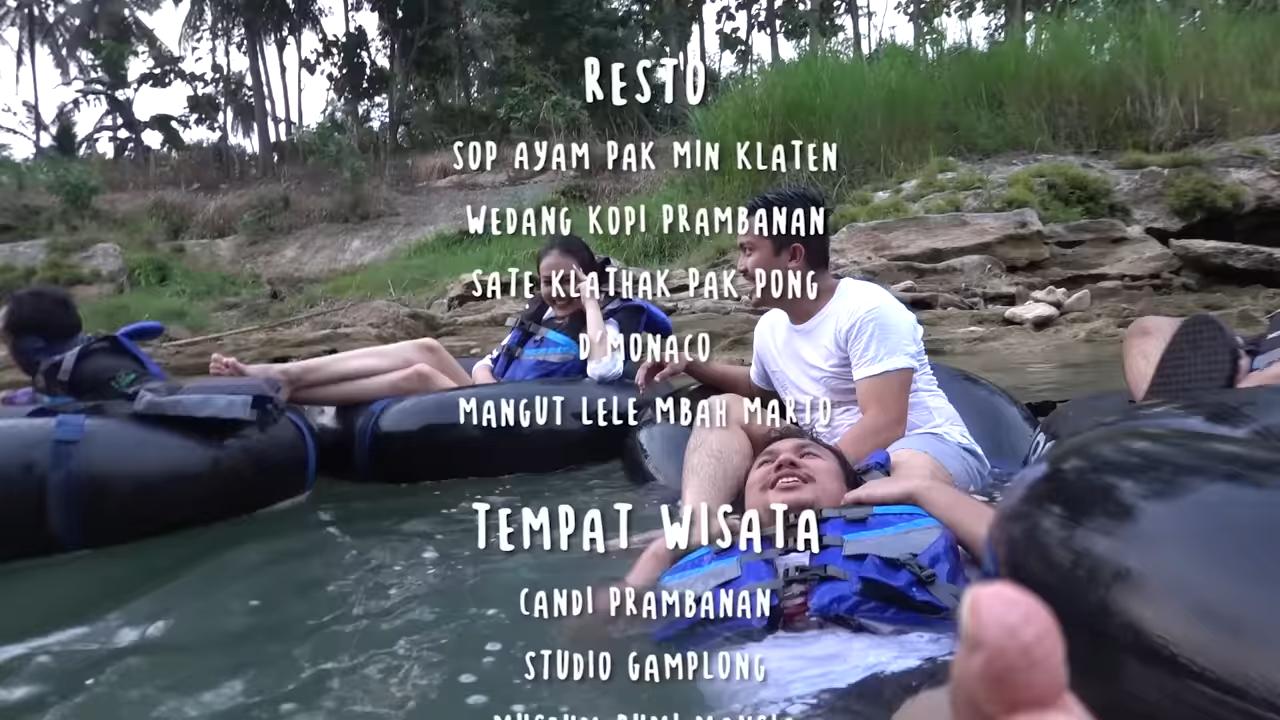 RESTO
SOP AYAM PAK MIN KLATEN
WEDANG KOPI PRAMBANAN
SATE KLATHAK PAK PONG
D'MONACO
MANGUT LELE MBAH MARTO
TEMPAT WISATA
CANDI PRAMBANAN
STUDIO GAMPLONG